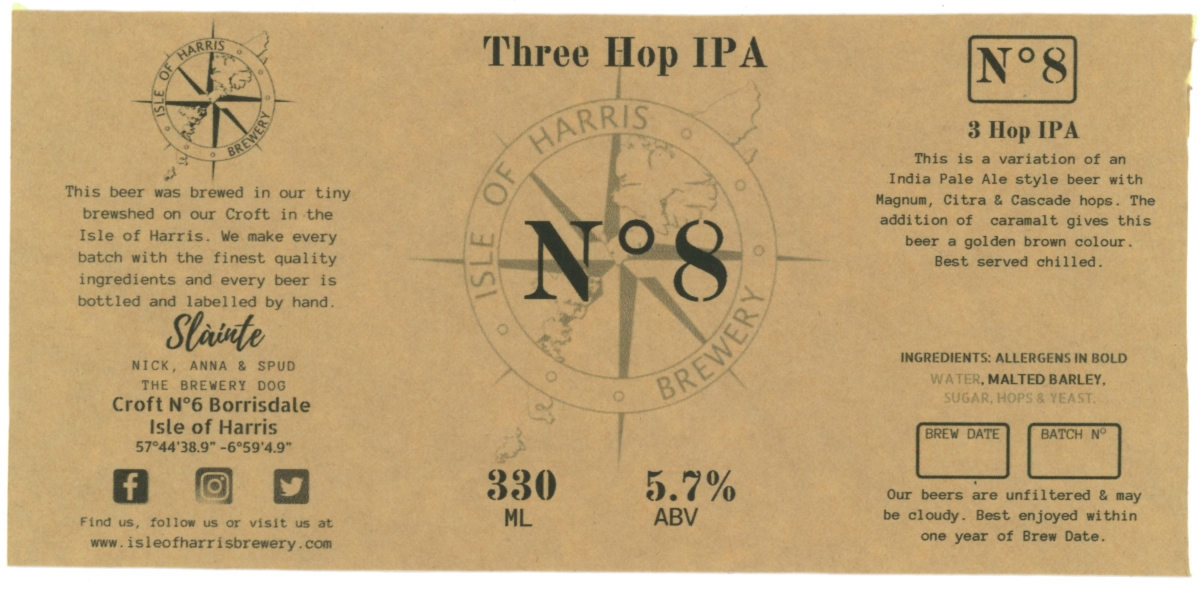 ISLE OF HARRIS
BREWERY
This beer was brewed in our tiny
brewshed on our Croft in the
Isle of Harris. We make every
batch with the finest quality
ingredients and every beer is
bottled and labelled by hand.
Slàinte
NICK, ANNA & SPUD
THE BREWERY DOG
Croft N°6 Borrisdale
Isle of Harris
57°44'38.9" -6°59'4.9"
Find us, follow us or visit us at
www.isleofharrisbrewery.com
Three Hop IPA
ISLE OF HARRIS
N°8
BREWERY
330
ML
5.7%
ABV
N°8
3 Hop IPA
This is a variation of an
India Pale Ale style beer with
Magnum, Citra & Cascade hops. The
addition of caramalt gives this
beer a golden brown colour.
Best served chilled.
INGREDIENTS: ALLERGENS IN BOLD
WATER, MALTED BARLEY,
SUGAR, HOPS & YEAST.
BREW DATE
BATCH N°
Our beers are unfiltered & may
be cloudy. Best enjoyed within
one year of Brew Date.